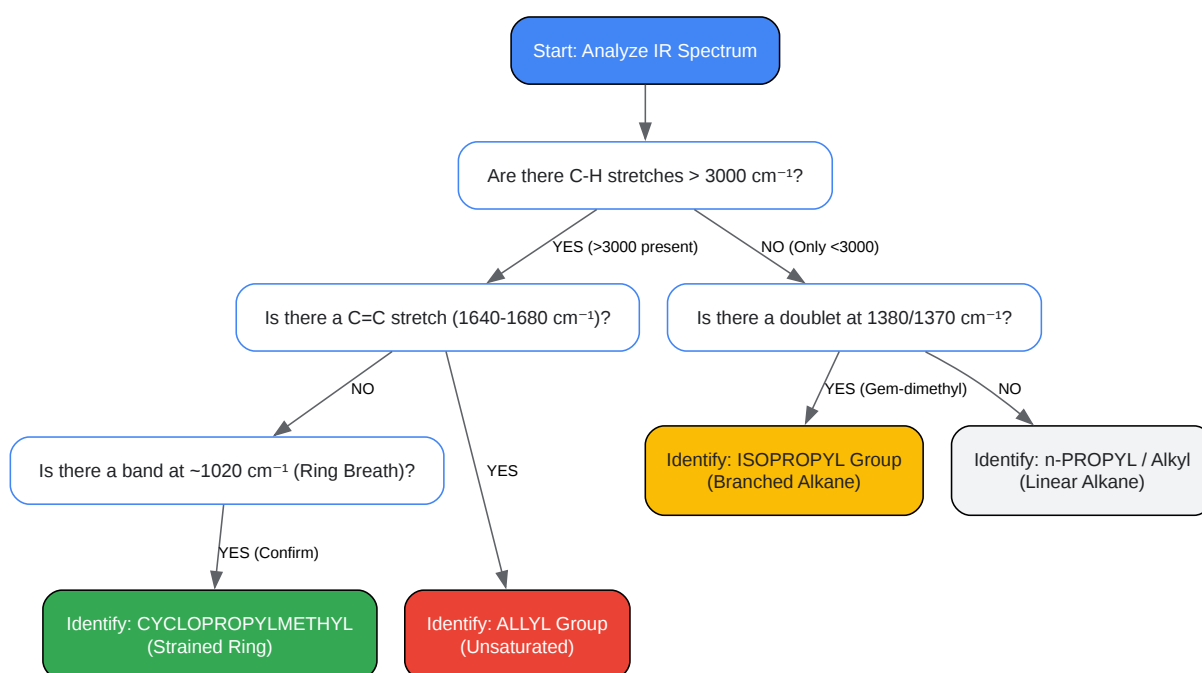 Start: Analyze IR Spectrum
Are there C-H stretches > 3000 cm⁻¹?
YES (>3000 present)
NO (Only <3000)
Is there a C=C stretch (1640-1680 cm⁻¹)?
Is there a doublet at 1380/1370 cm⁻¹?
NO
YES (Gem-dimethyl)
NO
Is there a band at ~1020 cm⁻¹ (Ring Breath)?
YES
Identify: ISOPROPYL Group
(Branched Alkane)
Identify: n-PROPYL / Alkyl
(Linear Alkane)
YES (Confirm)
Identify: CYCLOPROPYLMETHYL
(Strained Ring)
Identify: ALLYL Group
(Unsaturated)